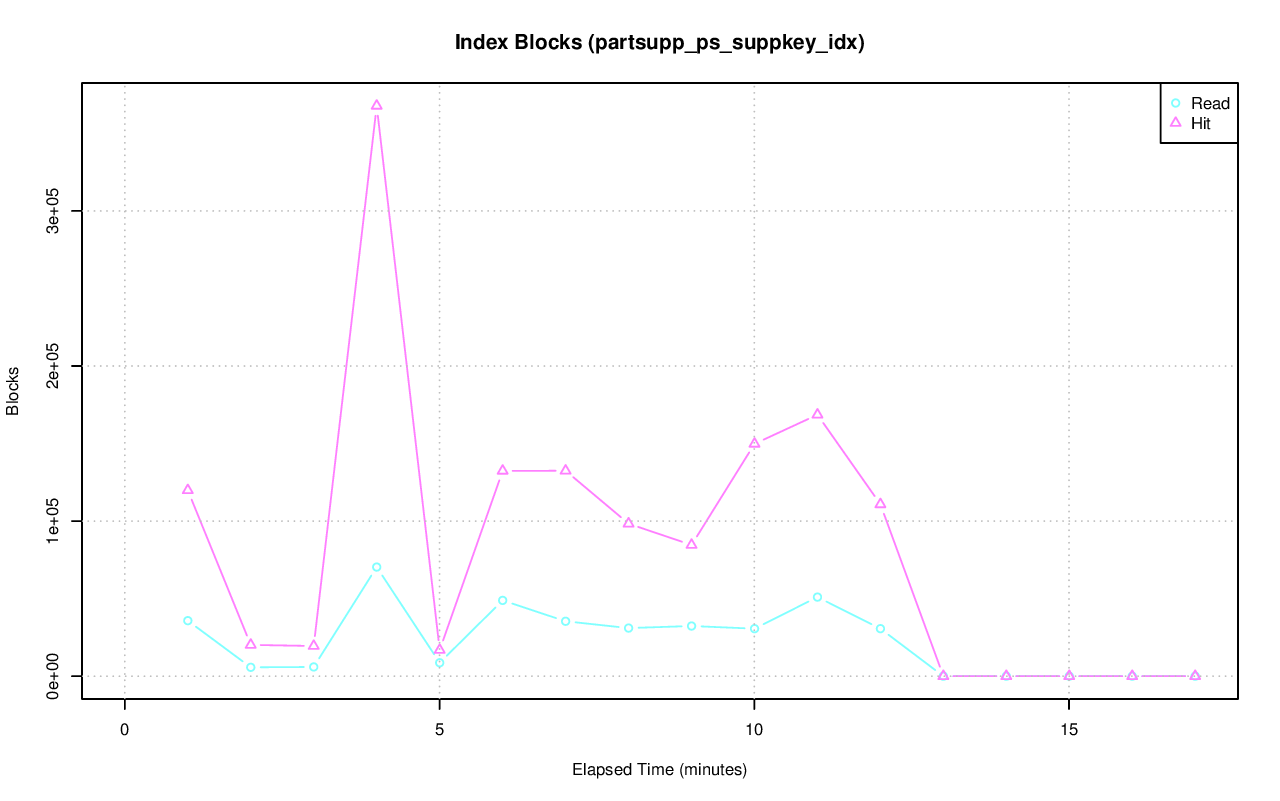 Index Blocks (partsupp_ps_suppkey_idx)
Read
Hit
Blocks
3e+05
2e+05
1e+05
0e+00
0 5 10 15
Elapsed Time (minutes)